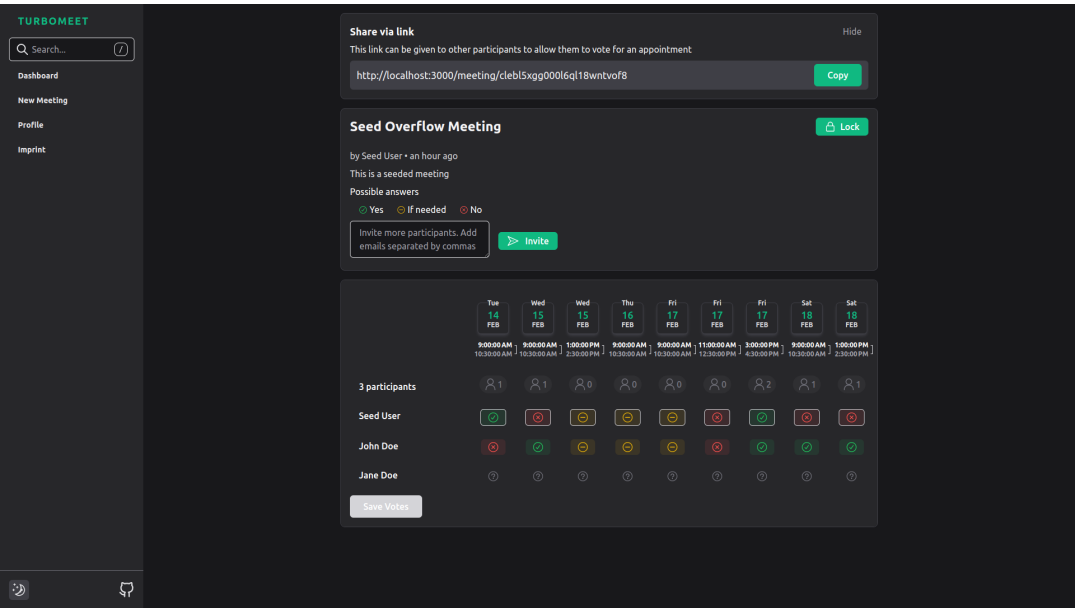 TURBOMEET
Search...
/
Dashboard
New Meeting
Profile
Imprint
Share via link
Hide
This link can be given to other participants to allow them to vote for an appointment
http://localhost:3000/meeting/clebl5xgg000l6ql18wntvof8
Copy
Seed Overflow Meeting
Lock
by Seed User • an hour ago
This is a seeded meeting
Possible answers
Yes If needed No
Invite more participants. Add
emails separated by commas
Invite
Tue Wed Wed Thu Fri Fri Fri Sat Sat
14 15 15 16 17 17 17 18 18
FEB FEB FEB FEB FEB FEB FEB FEB FEB
9:00:00 AM 9:00:00 AM 1:00:00 PM 9:00:00 AM 9:00:00 AM 11:00:00 AM 3:00:00 PM 9:00:00 AM 1:00:00 PM
10:30:00 AM 10:30:00 AM 2:30:00 PM 10:30:00 AM 10:30:00 AM 12:30:00 PM 4:30:00 PM 10:30:00 AM 2:30:00 PM
3 participants 1 1 0 0 0 0 2 1 1
Seed User
John Doe
Jane Doe ? ? ? ? ? ? ? ? ?
Save Votes